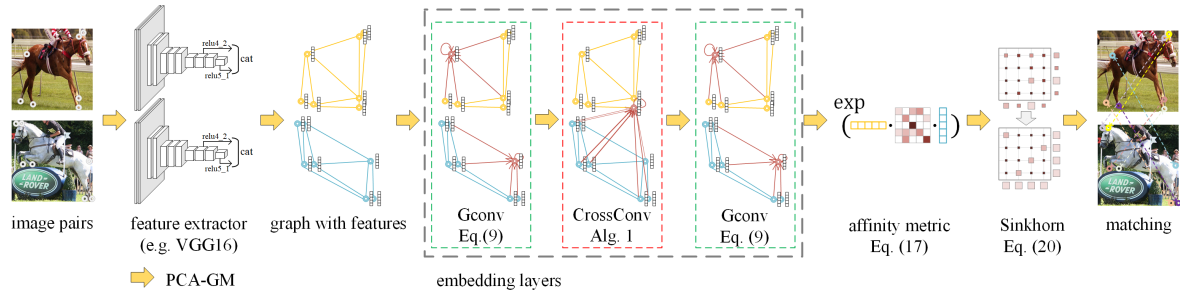 relu4_2
cat
relu5_1
relu4_2
cat
relu5_1
LAND-
ROVER
exp
( · · )
LAND-
ROVER
image pairs
feature extractor
(e.g. VGG16)
graph with features
Gconv
Eq.(9)
CrossConv
Alg. 1
Gconv
Eq. (9)
affinity metric
Eq. (17)
Sinkhorn
Eq. (20)
matching
PCA-GM
embedding layers